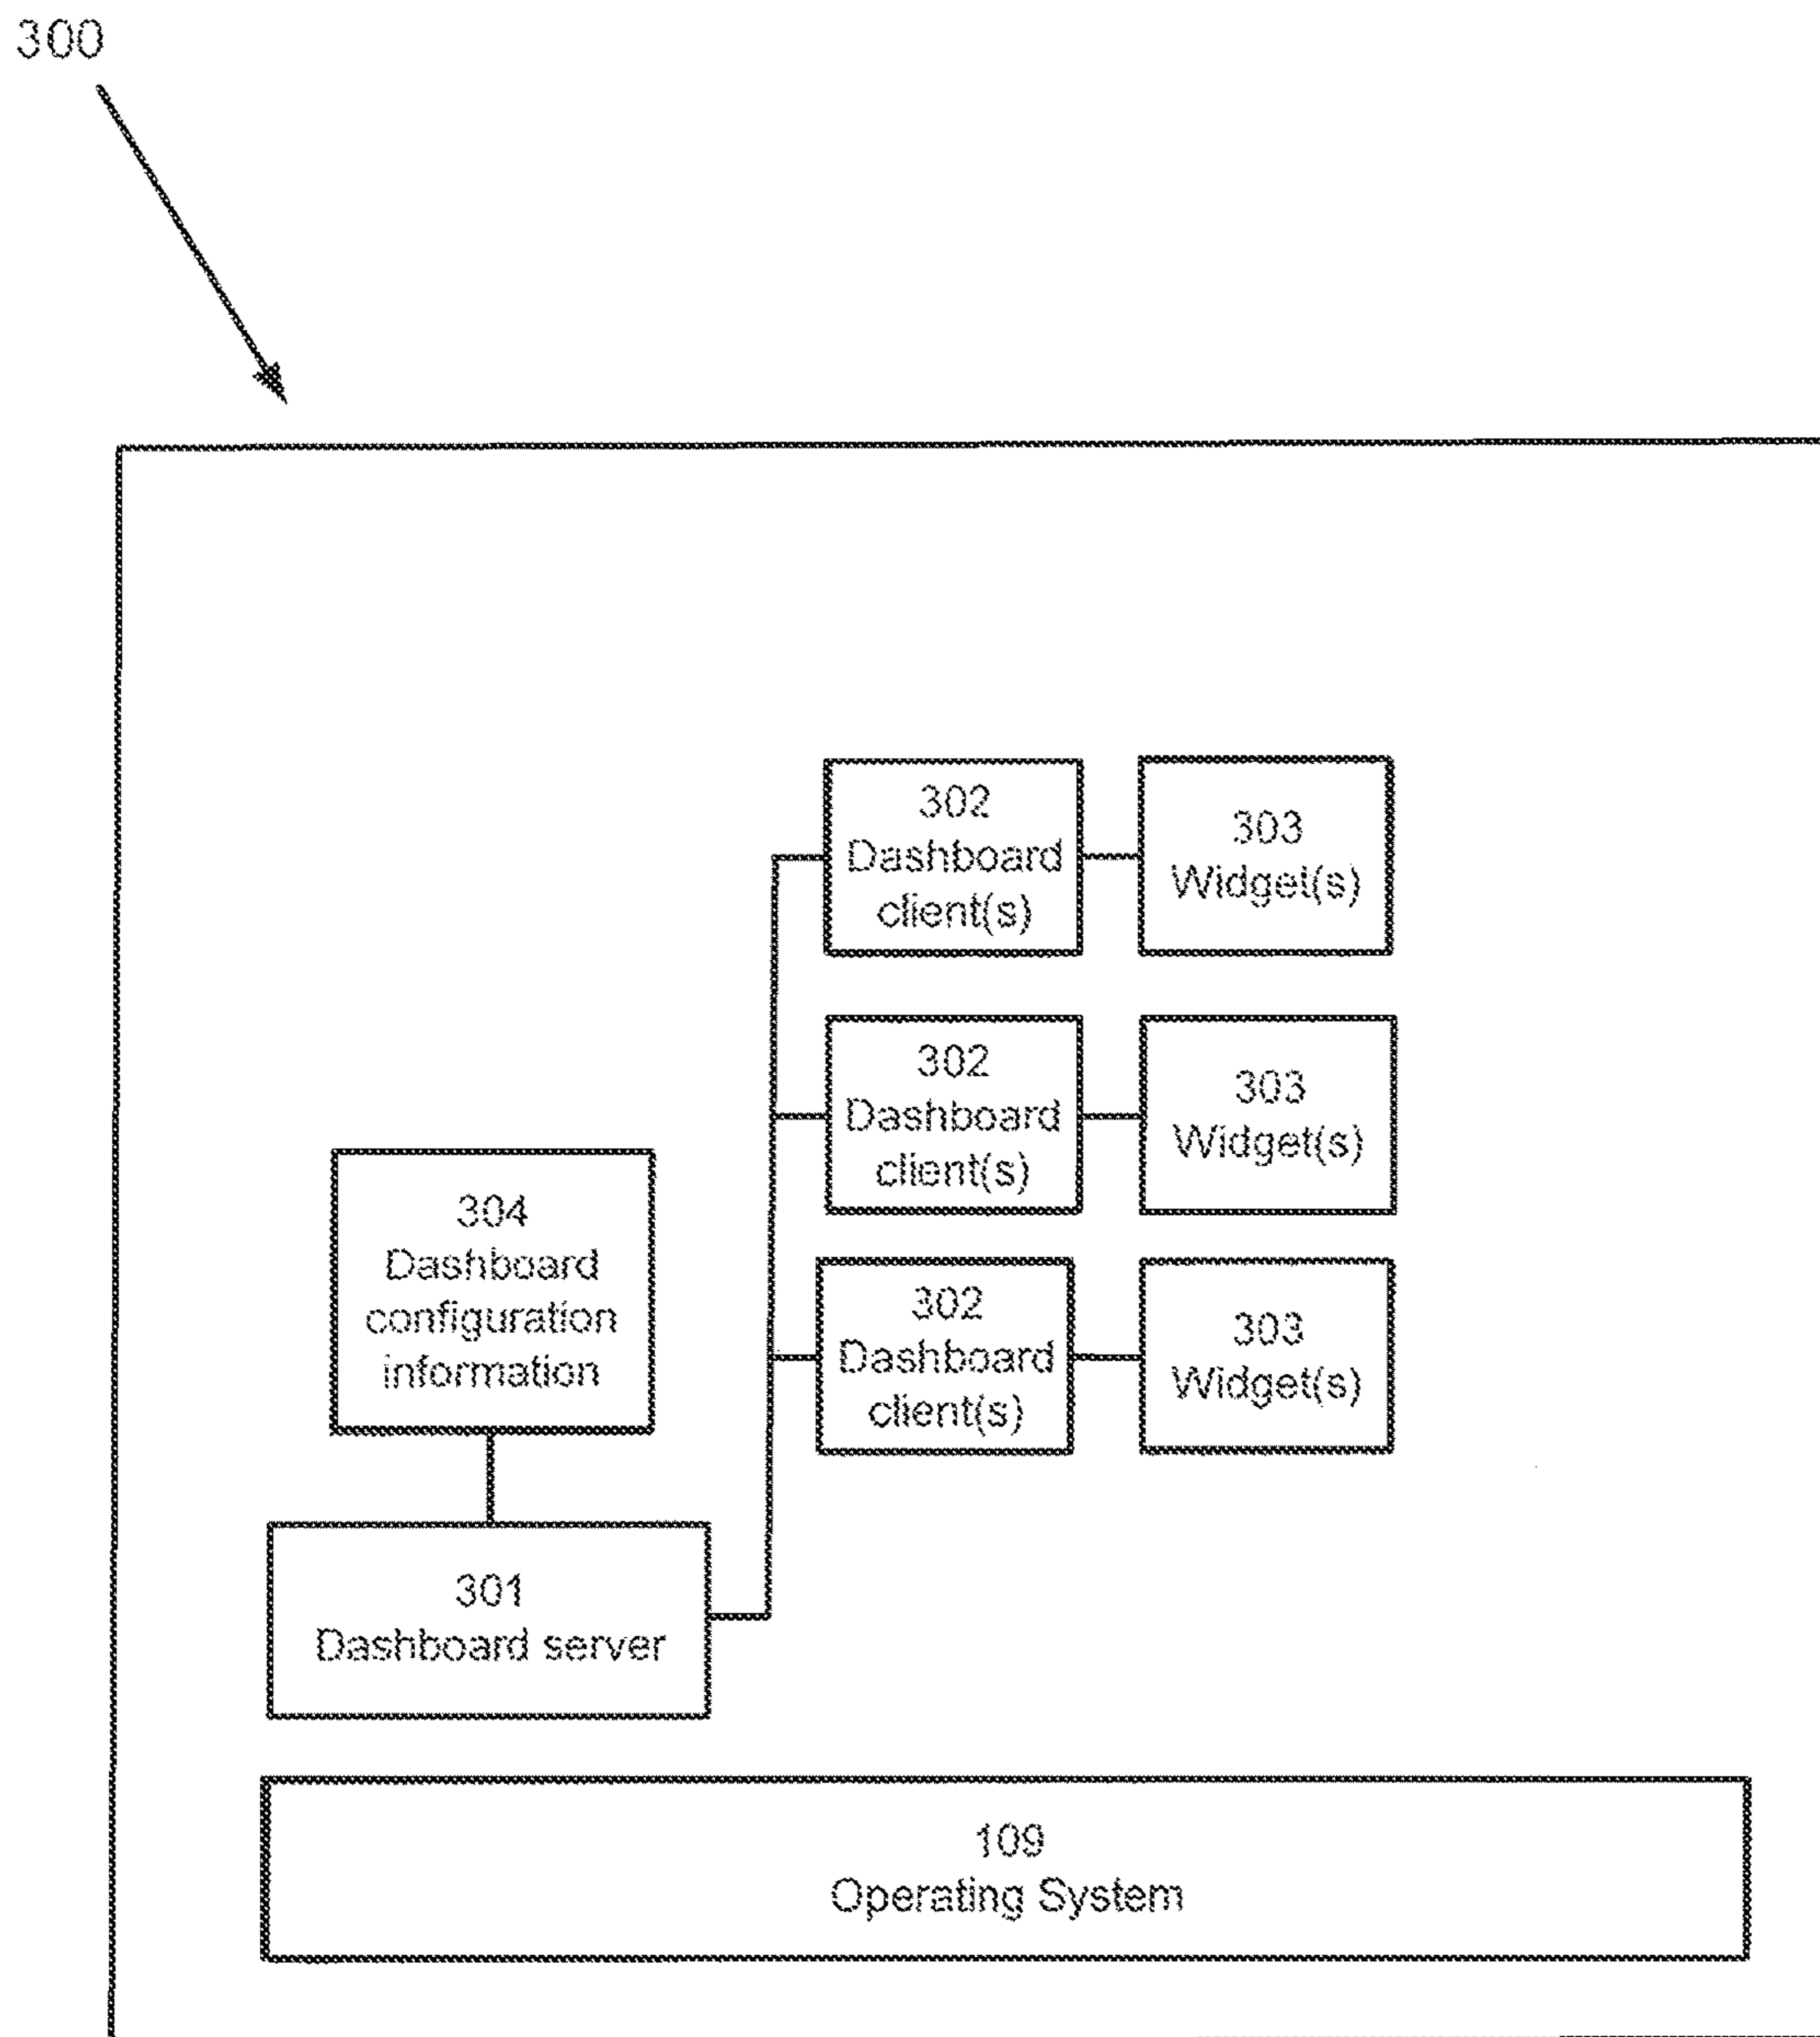 300
302
Dashboard
client(s)
303
Widget(s)
302
Dashboard
client(s)
303
Widget(s)
304
Dashboard
configuration
information
302
Dashboard
client(s)
303
Widget(s)
301
Dashboard server
109
Operating System